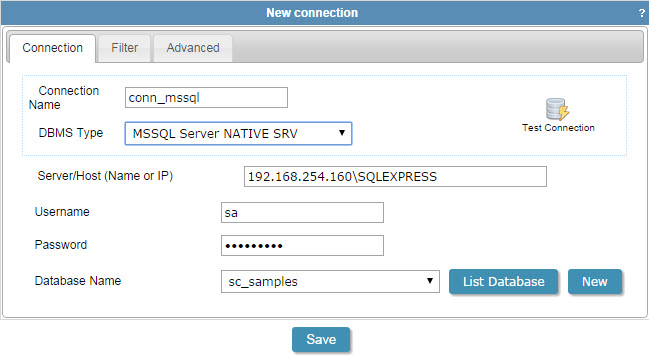 New connection ?
Connection Filter Advanced
Connection Name conn_mssql
DBMS Type MSSQL Server NATIVE SRV
Test Connection
Server/Host (Name or IP) 192.168.254.160\SQLEXPRESS
Username sa
Password •••••••••
Database Name sc_samples List Database New
Save